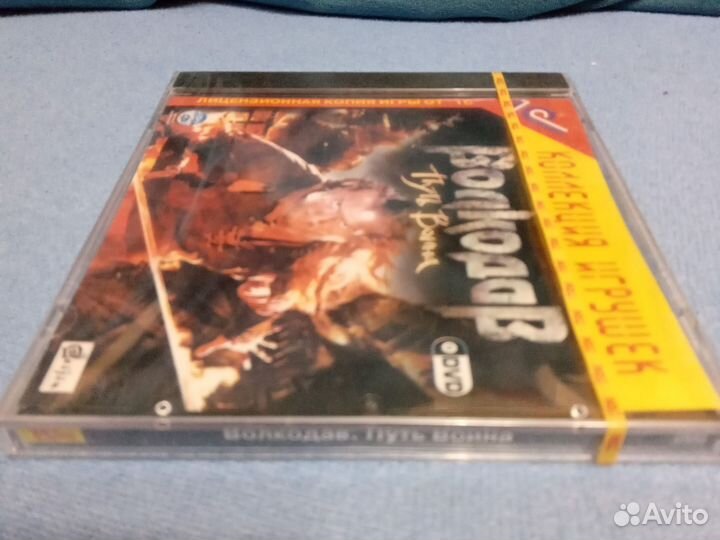 ЛИЦЕНЗИОННАЯ КОПИЯ ИГРЫ ОТ "1С"
КОЛЛЕКЦИЯ ИГРУШЕК
Волкодав
Путь Воина
DVD
Волкодав. Путь Воина
Avito